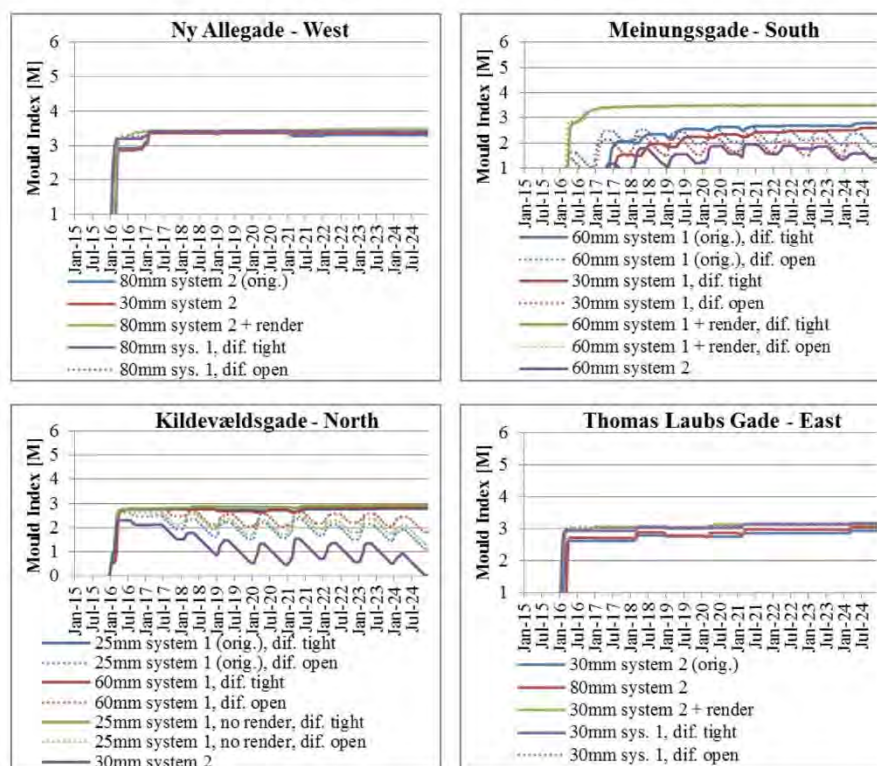 Ny Allegade - West
Mould Index [M]
6
5
4
3
2
1
Jan-15
Jul-15
Jan-16
Jul-16
Jan-17
Jul-17
Jan-18
Jul-18
Jan-19
Jul-19
Jan-20
Jul-20
Jan-21
Jul-21
Jan-22
Jul-22
Jan-23
Jul-23
Jan-24
Jul-24
80mm system 2 (orig.)
30mm system 2
80mm system 2 + render
80mm sys. 1, dif. tight
80mm sys. 1, dif. open
Meinungsgade - South
Mould Index [M]
6
5
4
3
2
1
Jan-15
Jul-15
Jan-16
Jul-16
Jan-17
Jul-17
Jan-18
Jul-18
Jan-19
Jul-19
Jan-20
Jul-20
Jan-21
Jul-21
Jan-22
Jul-22
Jan-23
Jul-23
Jan-24
Jul-24
60mm system 1 (orig.), dif. tight
60mm system 1 (orig.), dif. open
30mm system 1, dif. tight
30mm system 1, dif. open
60mm system 1 + render, dif. tight
60mm system 1 + render, dif. open
60mm system 2
Kildevældsgade - North
Mould Index [M]
6
5
4
3
2
1
0
Jan-15
Jul-15
Jan-16
Jul-16
Jan-17
Jul-17
Jan-18
Jul-18
Jan-19
Jul-19
Jan-20
Jul-20
Jan-21
Jul-21
Jan-22
Jul-22
Jan-23
Jul-23
Jan-24
Jul-24
25mm system 1 (orig.), dif. tight
25mm system 1 (orig.), dif. open
60mm system 1, dif. tight
60mm system 1, dif. open
25mm system 1, no render, dif. tight
25mm system 1, no render, dif. open
30mm system 2
Thomas Laubs Gade - East
Mould Index [M]
6
5
4
3
2
1
Jan-15
Jul-15
Jan-16
Jul-16
Jan-17
Jul-17
Jan-18
Jul-18
Jan-19
Jul-19
Jan-20
Jul-20
Jan-21
Jul-21
Jan-22
Jul-22
Jan-23
Jul-23
Jan-24
Jul-24
30mm system 2 (orig.)
80mm system 2
30mm system 2 + render
30mm sys. 1, dif. tight
30mm sys. 1, dif. open